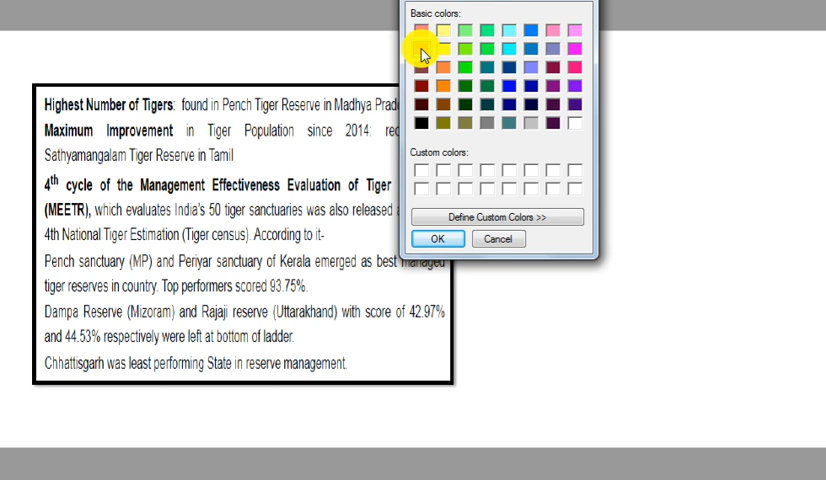 Basic colors:
Highest Number of Tigers: found in Pench Tiger Reserve in Madhya
Maximum Improvement in Tiger Population since 2014:
Sathyamangalam Tiger Reserve in Tamil
4th cycle of the Management Effectiveness Evaluation of Tiger
(MEETR), which evaluates India's 50 tiger sanctuaries was also released
4th National Tiger Estimation (Tiger census). According to it-
Pench sanctuary (MP) and Periyar sanctuary of Kerala emerged as best managed
tiger reserves in country. Top performers scored 93.75%.
Dampa Reserve (Mizoram) and Rajaji reserve (Uttarakhand) with score of 42.97%
and 44.53% respectively were left at bottom of ladder.
Chhattisgarh was least performing State in reserve management.
Custom colors:
Define Custom Colors >>
OK
Cancel